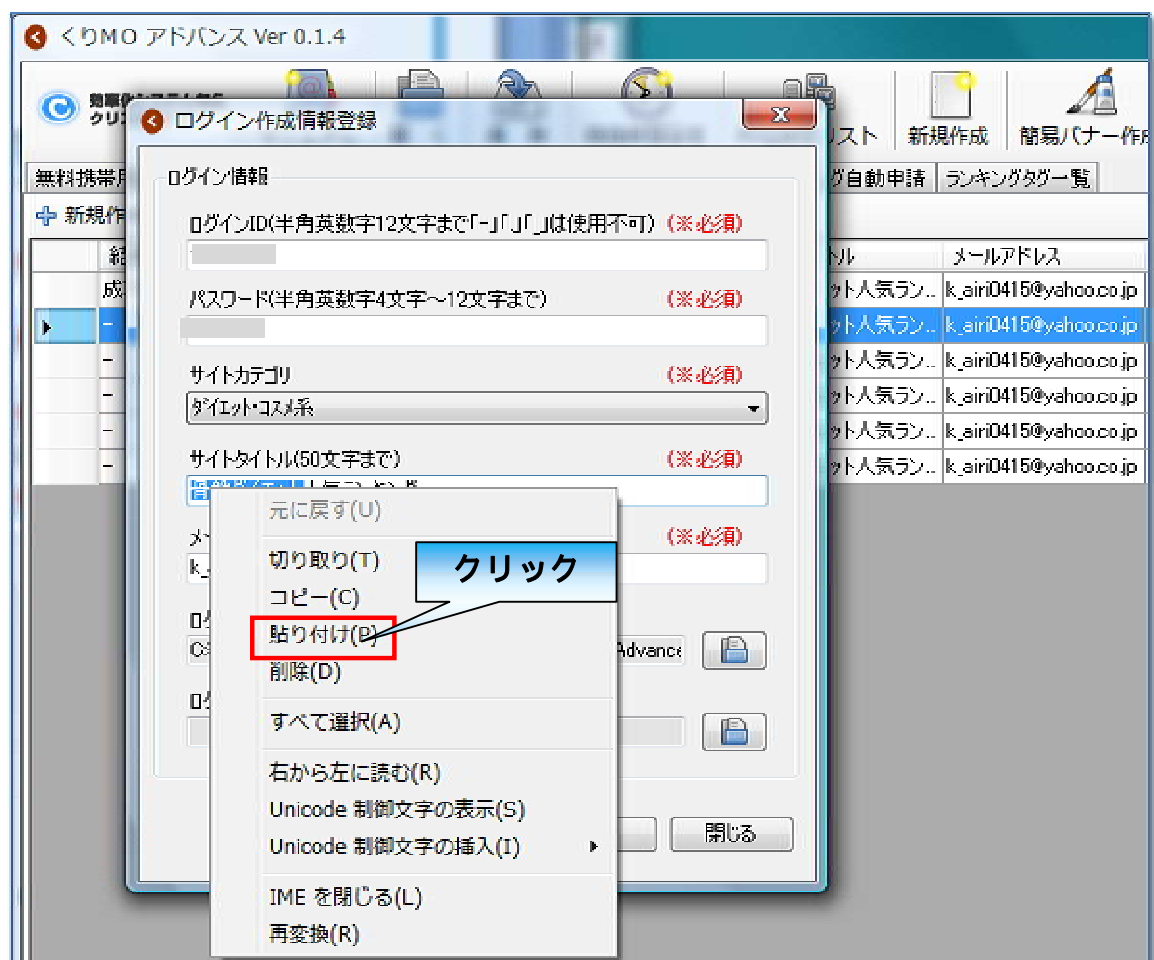 くりMO アドバンス Ver 0.1.4
クリ
リスト
新規作成
簡易バナー作成
ログイン作成情報登録
無料携帯
グ自動申請
ランキングタグ一覧
新規作
ログイン情報
ログインID(半角英数字12文字まで「-」「.」「_」は使用不可) (※必須)
トル
メールアドレス
成
パスワード(半角英数字4文字～12文字まで) (※必須)
ット人気ラン.. k_airi0415@yahoo.co.jp
- ット人気ラン.. k_airi0415@yahoo.co.jp
- ット人気ラン.. k_airi0415@yahoo.co.jp
- ット人気ラン.. k_airi0415@yahoo.co.jp
- ット人気ラン.. k_airi0415@yahoo.co.jp
- ット人気ラン.. k_airi0415@yahoo.co.jp
サイトカテゴリ (※必須)
ダイエット・コスメ系
サイトタイトル(50文字まで) (※必須)
メ
(※必須)
k_
ログ
C:
Advance
ログ
元に戻す(U)
切り取り(T)
コピー(C)
貼り付け(P)
削除(D)
すべて選択(A)
右から左に読む(R)
Unicode 制御文字の表示(S)
Unicode 制御文字の挿入(I)
IME を閉じる(L)
再変換(R)
クリック
閉じる